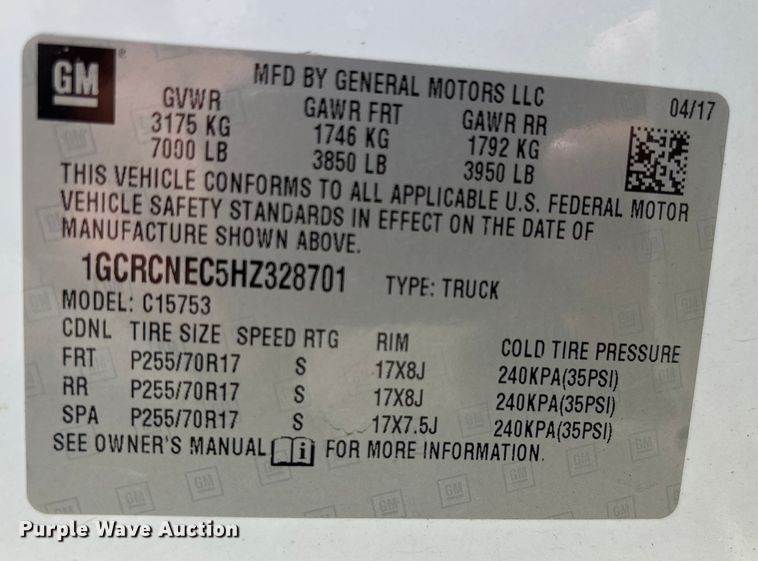 GM
MFD BY GENERAL MOTORS LLC
04/17
GVWR GAWR FRT GAWR RR
3175 KG 1746 KG 1792 KG
7000 LB 3850 LB 3950 LB
THIS VEHICLE CONFORMS TO ALL APPLICABLE U.S. FEDERAL MOTOR
VEHICLE SAFETY STANDARDS IN EFFECT ON THE DATE OF
MANUFACTURE SHOWN ABOVE.
1GCRCNEC5HZ328701 TYPE: TRUCK
MODEL: C15753
CDNL TIRE SIZE SPEED RTG RIM COLD TIRE PRESSURE
FRT P255/70R17 S 17X8J 240KPA(35PSI)
RR P255/70R17 S 17X8J 240KPA(35PSI)
SPA P255/70R17 S 17X7.5J 240KPA(35PSI)
SEE OWNER'S MANUAL i FOR MORE INFORMATION.
Purple Wave Auction